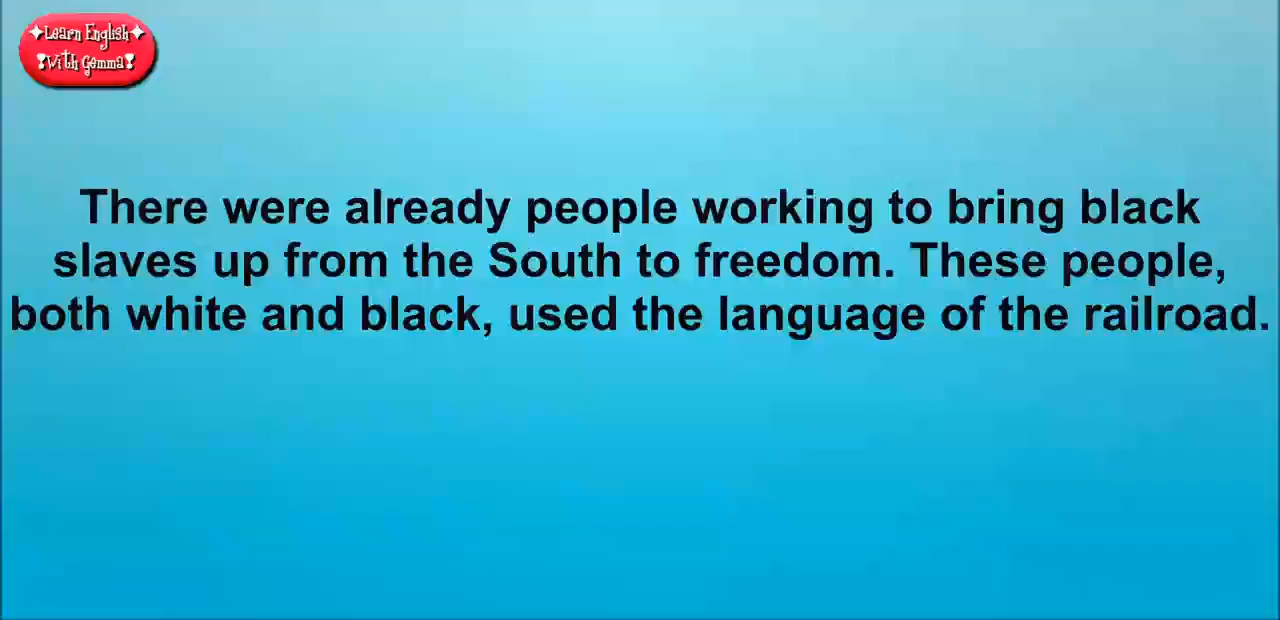 ✦Learn English✦
❣With Gemma❣
There were already people working to bring black
slaves up from the South to freedom. These people,
both white and black, used the language of the railroad.